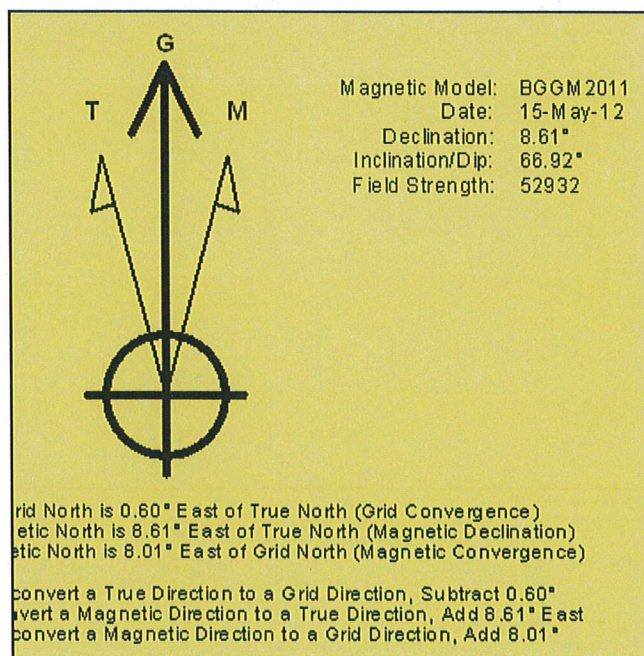 G
T M
Magnetic Model: BGGM2011
Date: 15-May-12
Declination: 8.61°
Inclination/Dip: 66.92°
Field Strength: 52932
rid North is 0.60° East of True North (Grid Convergence)
etic North is 8.61° East of True North (Magnetic Declination)
etic North is 8.01° East of Grid North (Magnetic Convergence)
convert a True Direction to a Grid Direction, Subtract 0.60°
vert a Magnetic Direction to a True Direction, Add 8.61° East
convert a Magnetic Direction to a Grid Direction, Add 8.01°